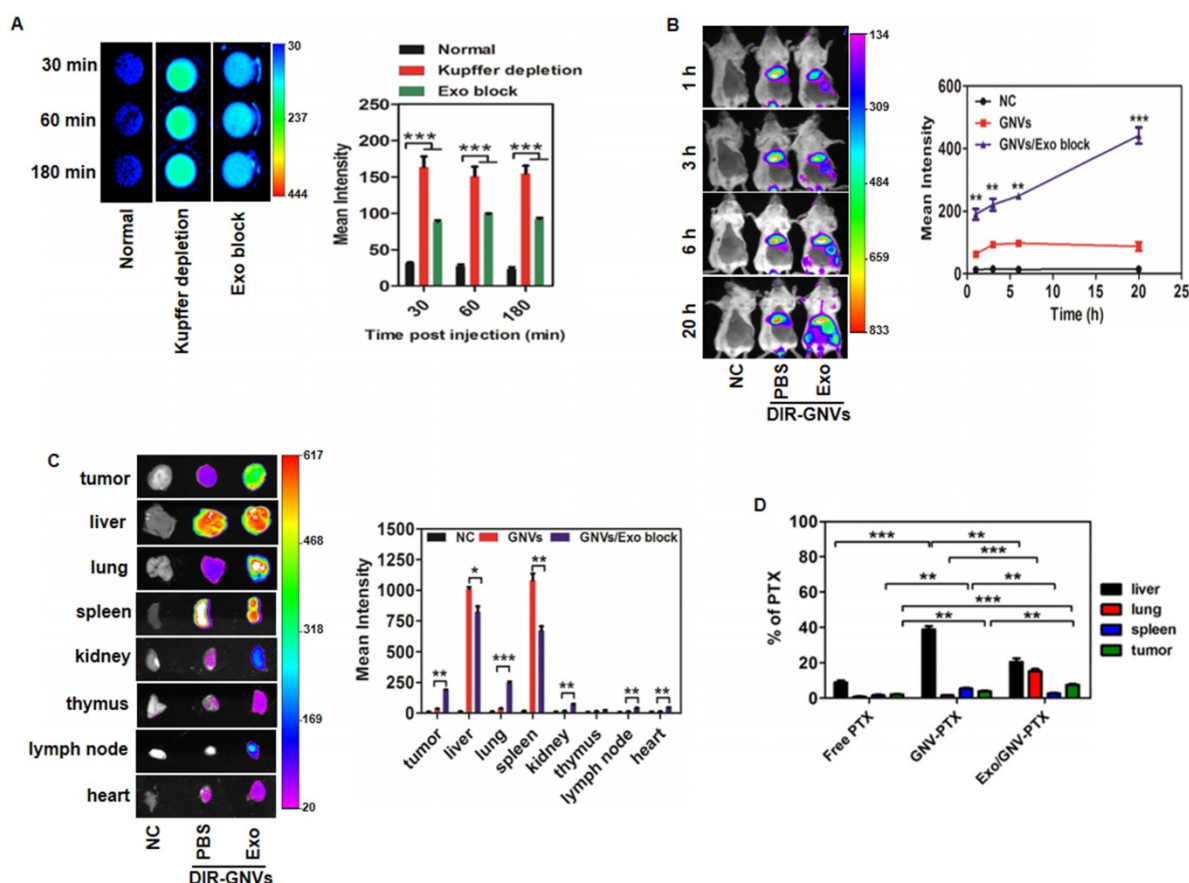 A
30 min
60 min
180 min
Normal
Kupffer depletion
Exo block
30
237
444
Normal
Kupffer depletion
Exo block
Mean Intensity
250
200
150
100
50
0
***
***
***
30
60
180
Time post injection (min)
B
1 h
3 h
6 h
20 h
NC
PBS
Exo
DIR-GNVs
134
309
484
659
833
NC
GNVs
GNVs/Exo block
Mean Intensity
600
400
200
0
**
**
**
***
0
5
10
15
20
25
Time (h)
C
tumor
liver
lung
spleen
kidney
thymus
lymph node
heart
NC
PBS
Exo
DIR-GNVs
617
468
318
169
20
NC
GNVs
GNVs/Exo block
Mean Intensity
1500
1250
1000
750
500
250
0
**
*
***
**
**
**
**
tumor
liver
lung
spleen
kidney
thymus
lymph node
heart
D
% of PTX
100
80
60
40
20
0
***
**
***
**
**
***
**
**
Free PTX
GNV-PTX
Exo/GNV-PTX
liver
lung
spleen
tumor